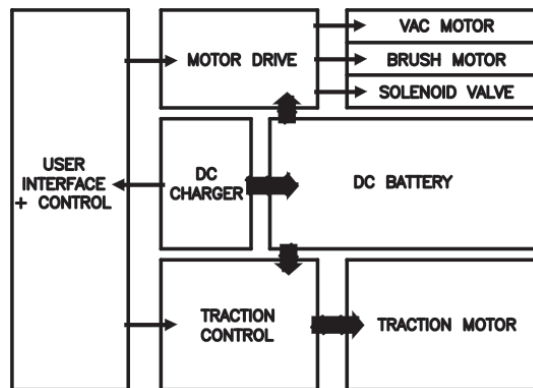 VAC MOTOR
MOTOR DRIVE
BRUSH MOTOR
SOLENOID VALVE
USER
INTERFACE
+ CONTROL
DC
CHARGER
DC BATTERY
TRACTION
CONTROL
TRACTION MOTOR